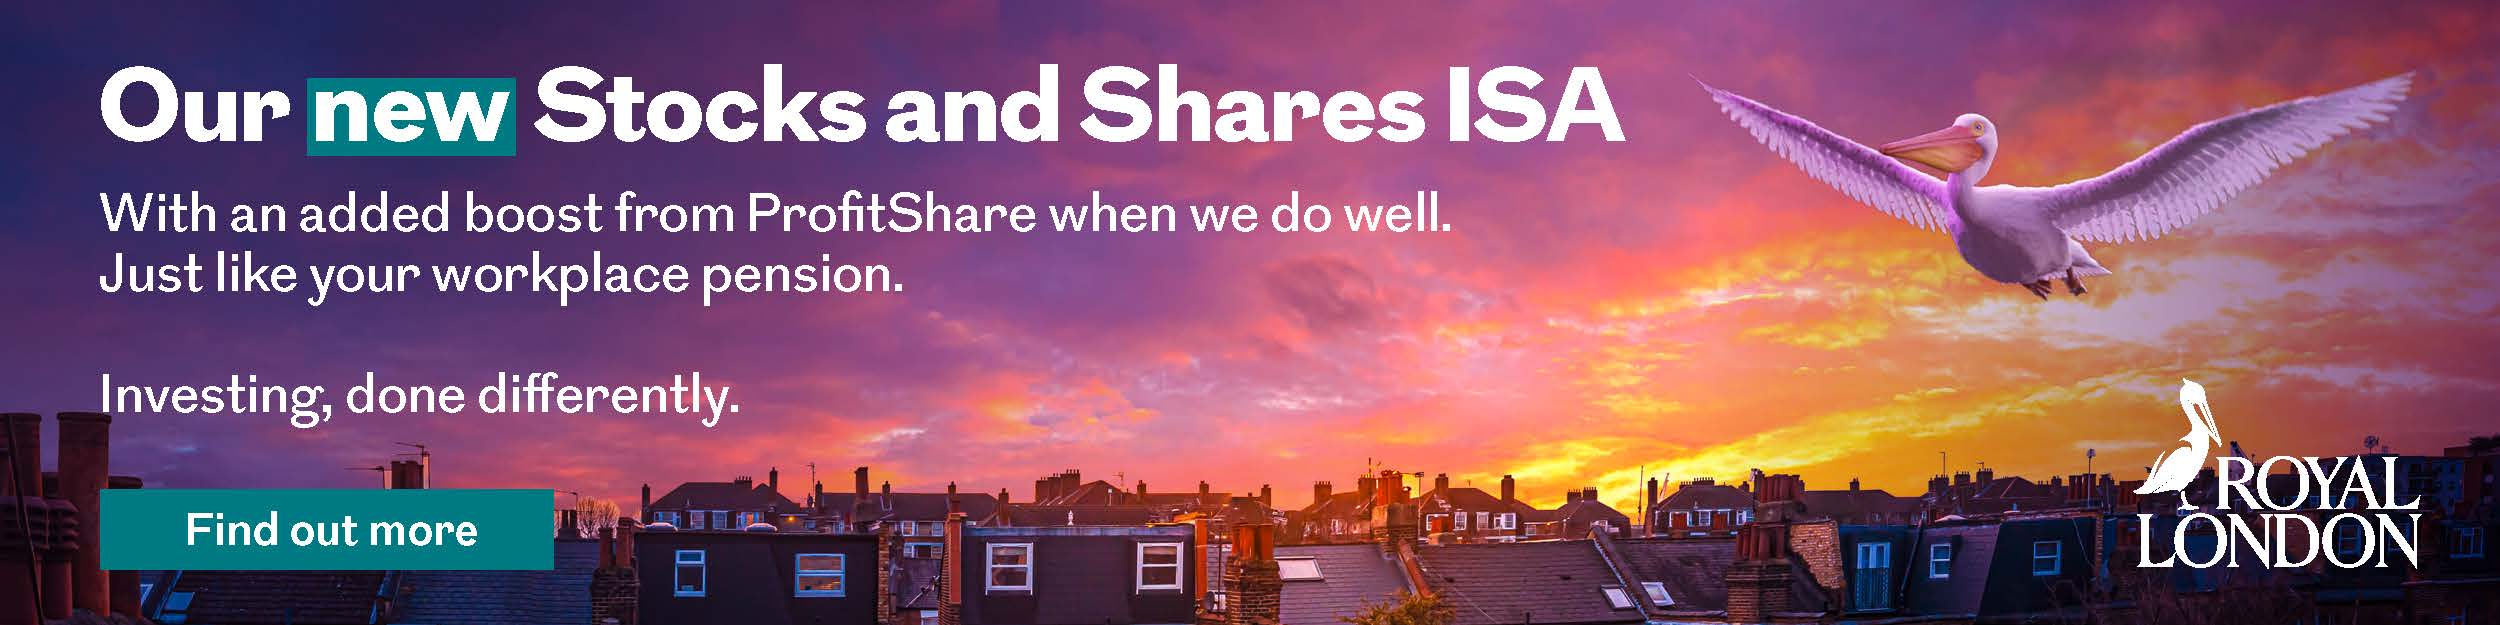 Our new Stocks and Shares ISA
With an added boost from ProfitShare when we do well.
Just like your workplace pension.
Investing, done differently.
Find out more
ROYAL
LONDON